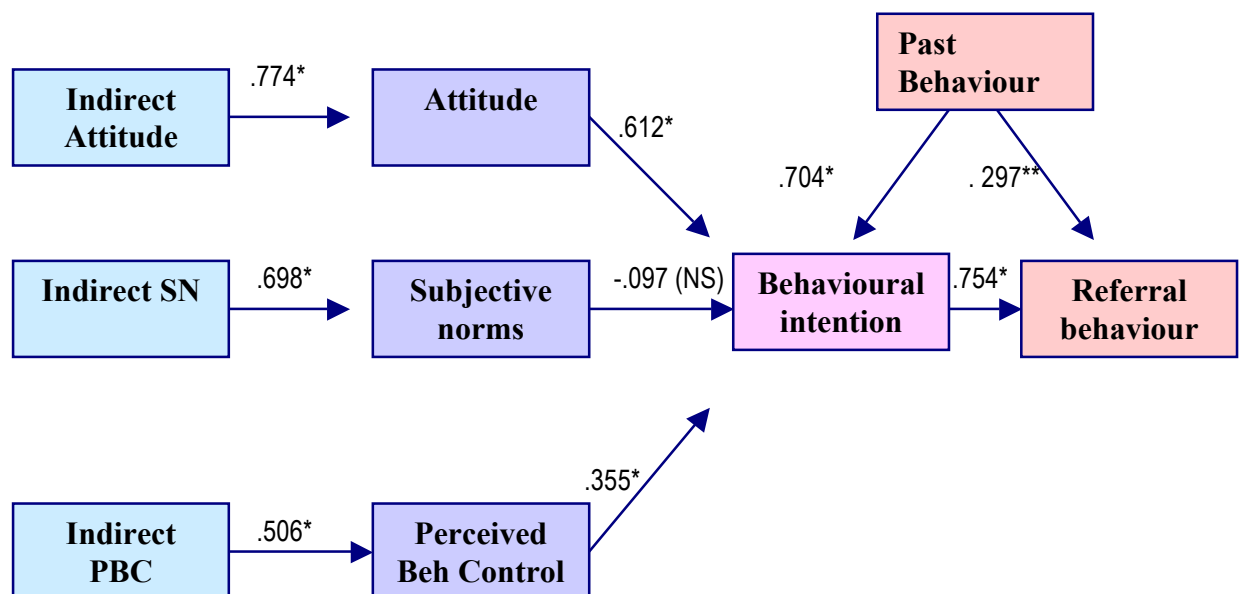 Past
Behaviour
.774*
Indirect
Attitude
Attitude
.612*
.704*
. 297**
Indirect SN
.698*
Subjective
norms
-.097 (NS)
Behavioural
intention
.754*
Referral
behaviour
Indirect
PBC
.506*
Perceived
Beh Control
.355*